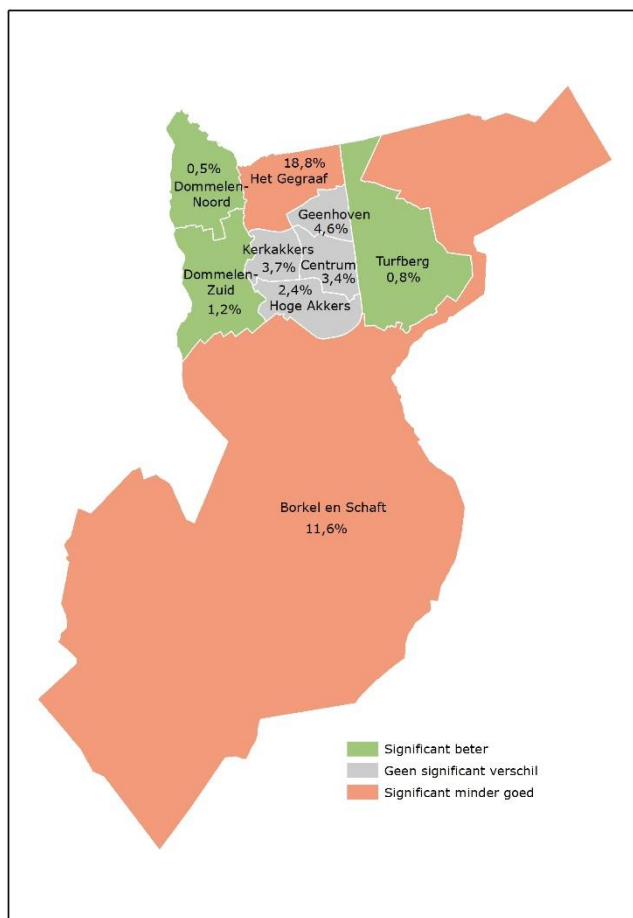 0,5%
Dommelen-
Noord
18,8%
Het Gegraaf
Geenhoven
4,6%
Kerkakkers
3,7%
Centrum
3,4%
Turfberg
0,8%
Dommelen-
Zuid
1,2%
2,4%
Hoge Akkers
Borkel en Schaft
11,6%
Significant beter
Geen significant verschil
Significant minder goed